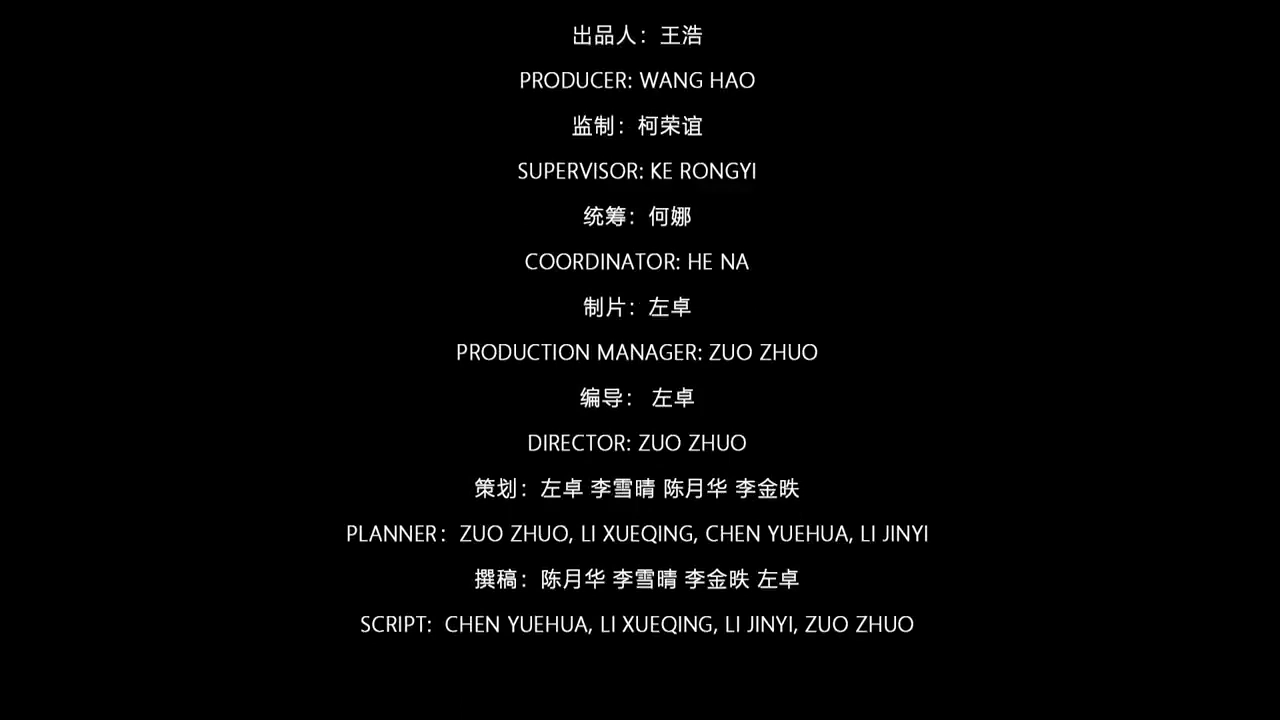 出品人：王浩
PRODUCER: WANG HAO
监制：柯荣谊
SUPERVISOR: KE RONGYI
统筹：何娜
COORDINATOR: HE NA
制片：左卓
PRODUCTION MANAGER: ZUO ZHUO
编导： 左卓
DIRECTOR: ZUO ZHUO
策划：左卓 李雪晴 陈月华 李金昳
PLANNER： ZUO ZHUO, LI XUEQING, CHEN YUEHUA, LI JINYI
撰稿：陈月华 李雪晴 李金昳 左卓
SCRIPT:  CHEN YUEHUA, LI XUEQING, LI JINYI, ZUO ZHUO